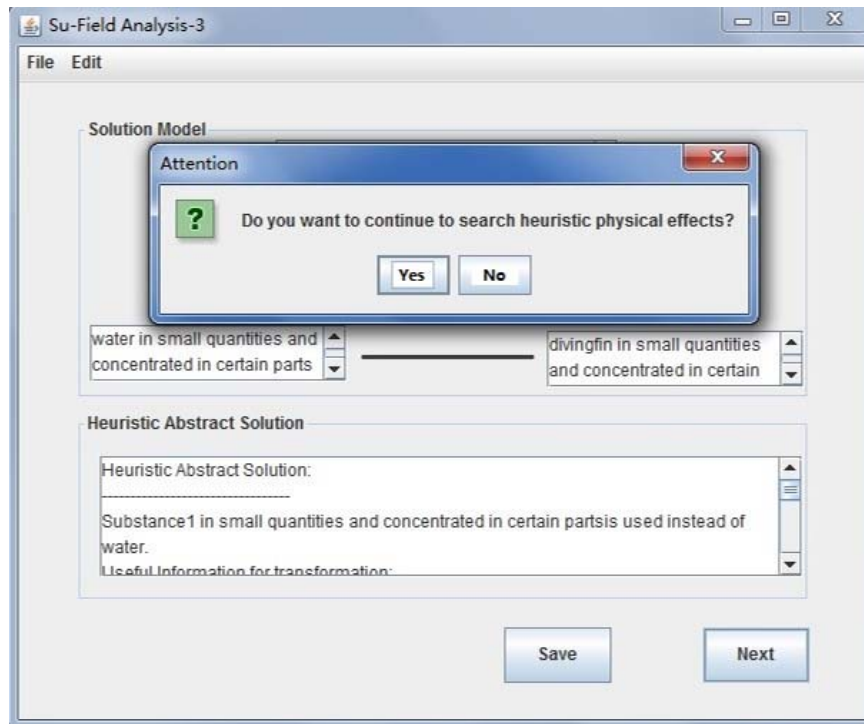 Su-Field Analysis-3
File Edit
Solution Model
Attention
Do you want to continue to search heuristic physical effects?
Yes No
water in small quantities and
concentrated in certain parts
divingfin in small quantities
and concentrated in certain
Heuristic Abstract Solution
Heuristic Abstract Solution:
---------------------------------
Substance1 in small quantities and concentrated in certain partsis used instead of
water.
Useful Information for transformation:
Save Next